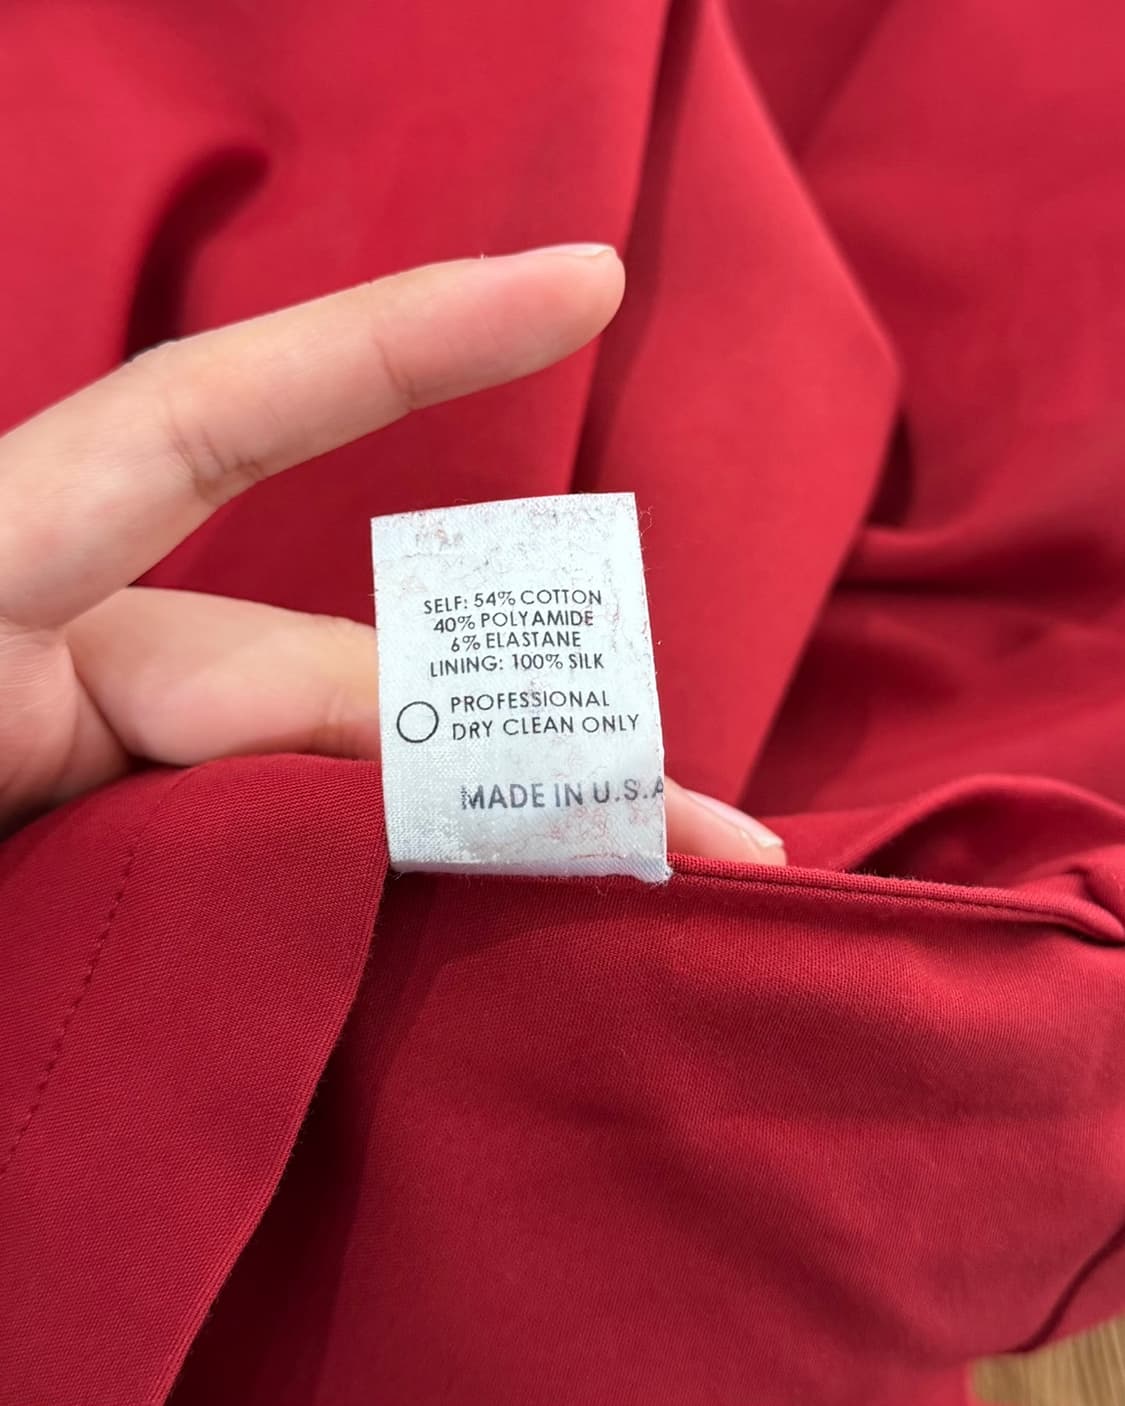 SELF: 54% COTTON
40% POLYAMIDE
6% ELASTANE
LINING: 100% SILK
PROFESSIONAL
DRY CLEAN ONLY
MADE IN U.S.A